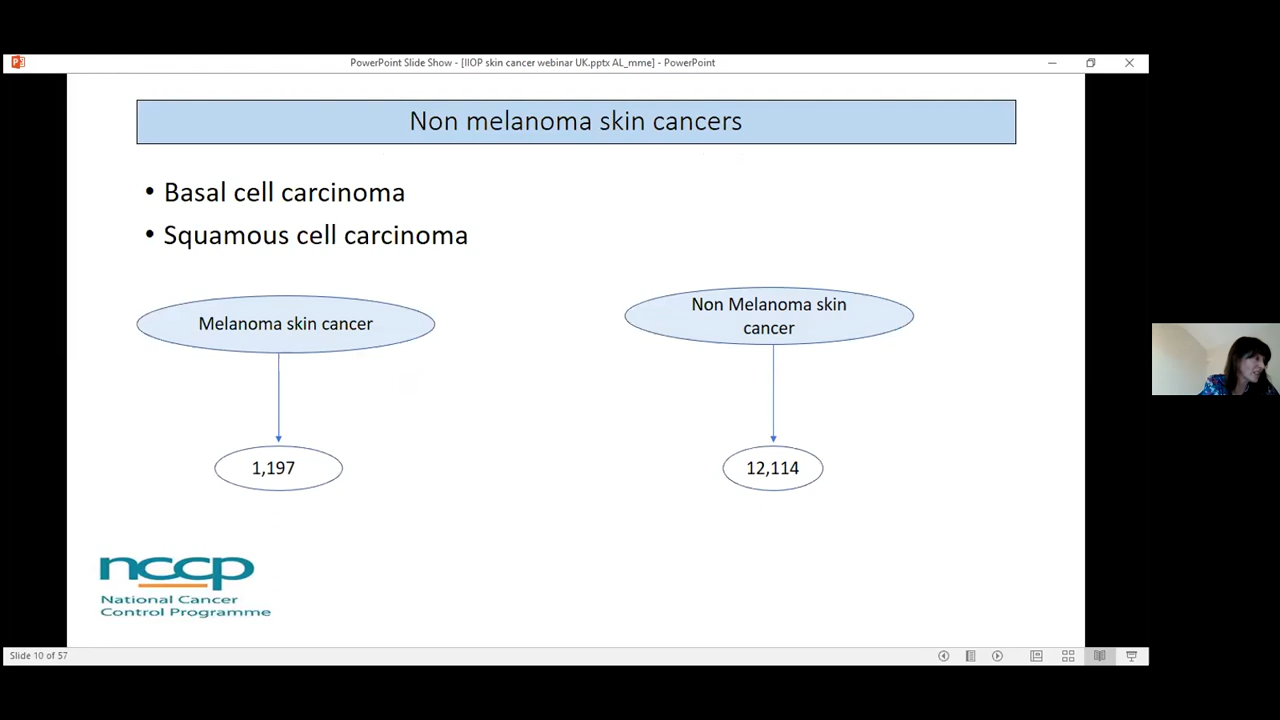 PowerPoint Slide Show - [IIOP skin cancer webinar UK.pptx AL_mme] - PowerPoint
Non melanoma skin cancers
• Basal cell carcinoma
• Squamous cell carcinoma
Melanoma skin cancer
Non Melanoma skin
cancer
1,197
12,114
nccp
National Cancer
Control Programme
Slide 10 of 57